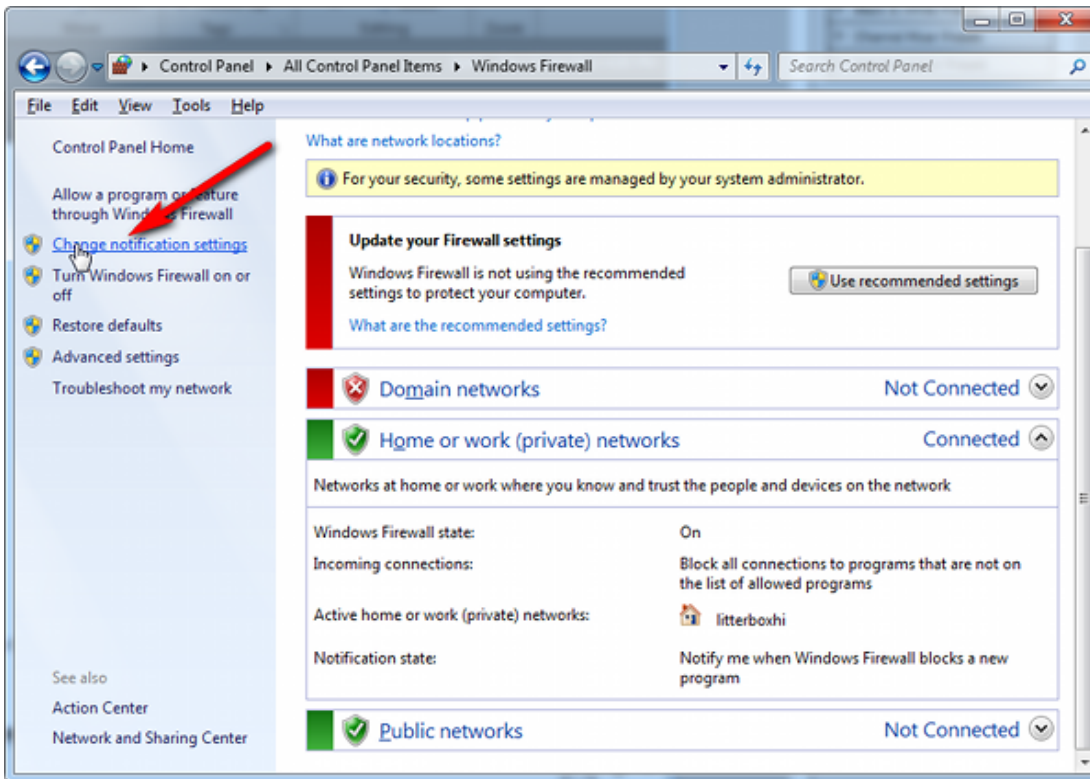 Control Panel ▸ All Control Panel Items ▸ Windows Firewall
Search Control Panel
File Edit View Tools Help
Control Panel Home
Allow a program or feature
through Windows Firewall
Change notification settings
Turn Windows Firewall on or
off
Restore defaults
Advanced settings
Troubleshoot my network
See also
Action Center
Network and Sharing Center
What are network locations?
For your security, some settings are managed by your system administrator.
Update your Firewall settings
Windows Firewall is not using the recommended
settings to protect your computer.
Use recommended settings
What are the recommended settings?
Domain networks Not Connected
Home or work (private) networks Connected
Networks at home or work where you know and trust the people and devices on the network
Windows Firewall state: On
Incoming connections: Block all connections to programs that are not on
the list of allowed programs
Active home or work (private) networks: litterboxhi
Notification state: Notify me when Windows Firewall blocks a new
program
Public networks Not Connected